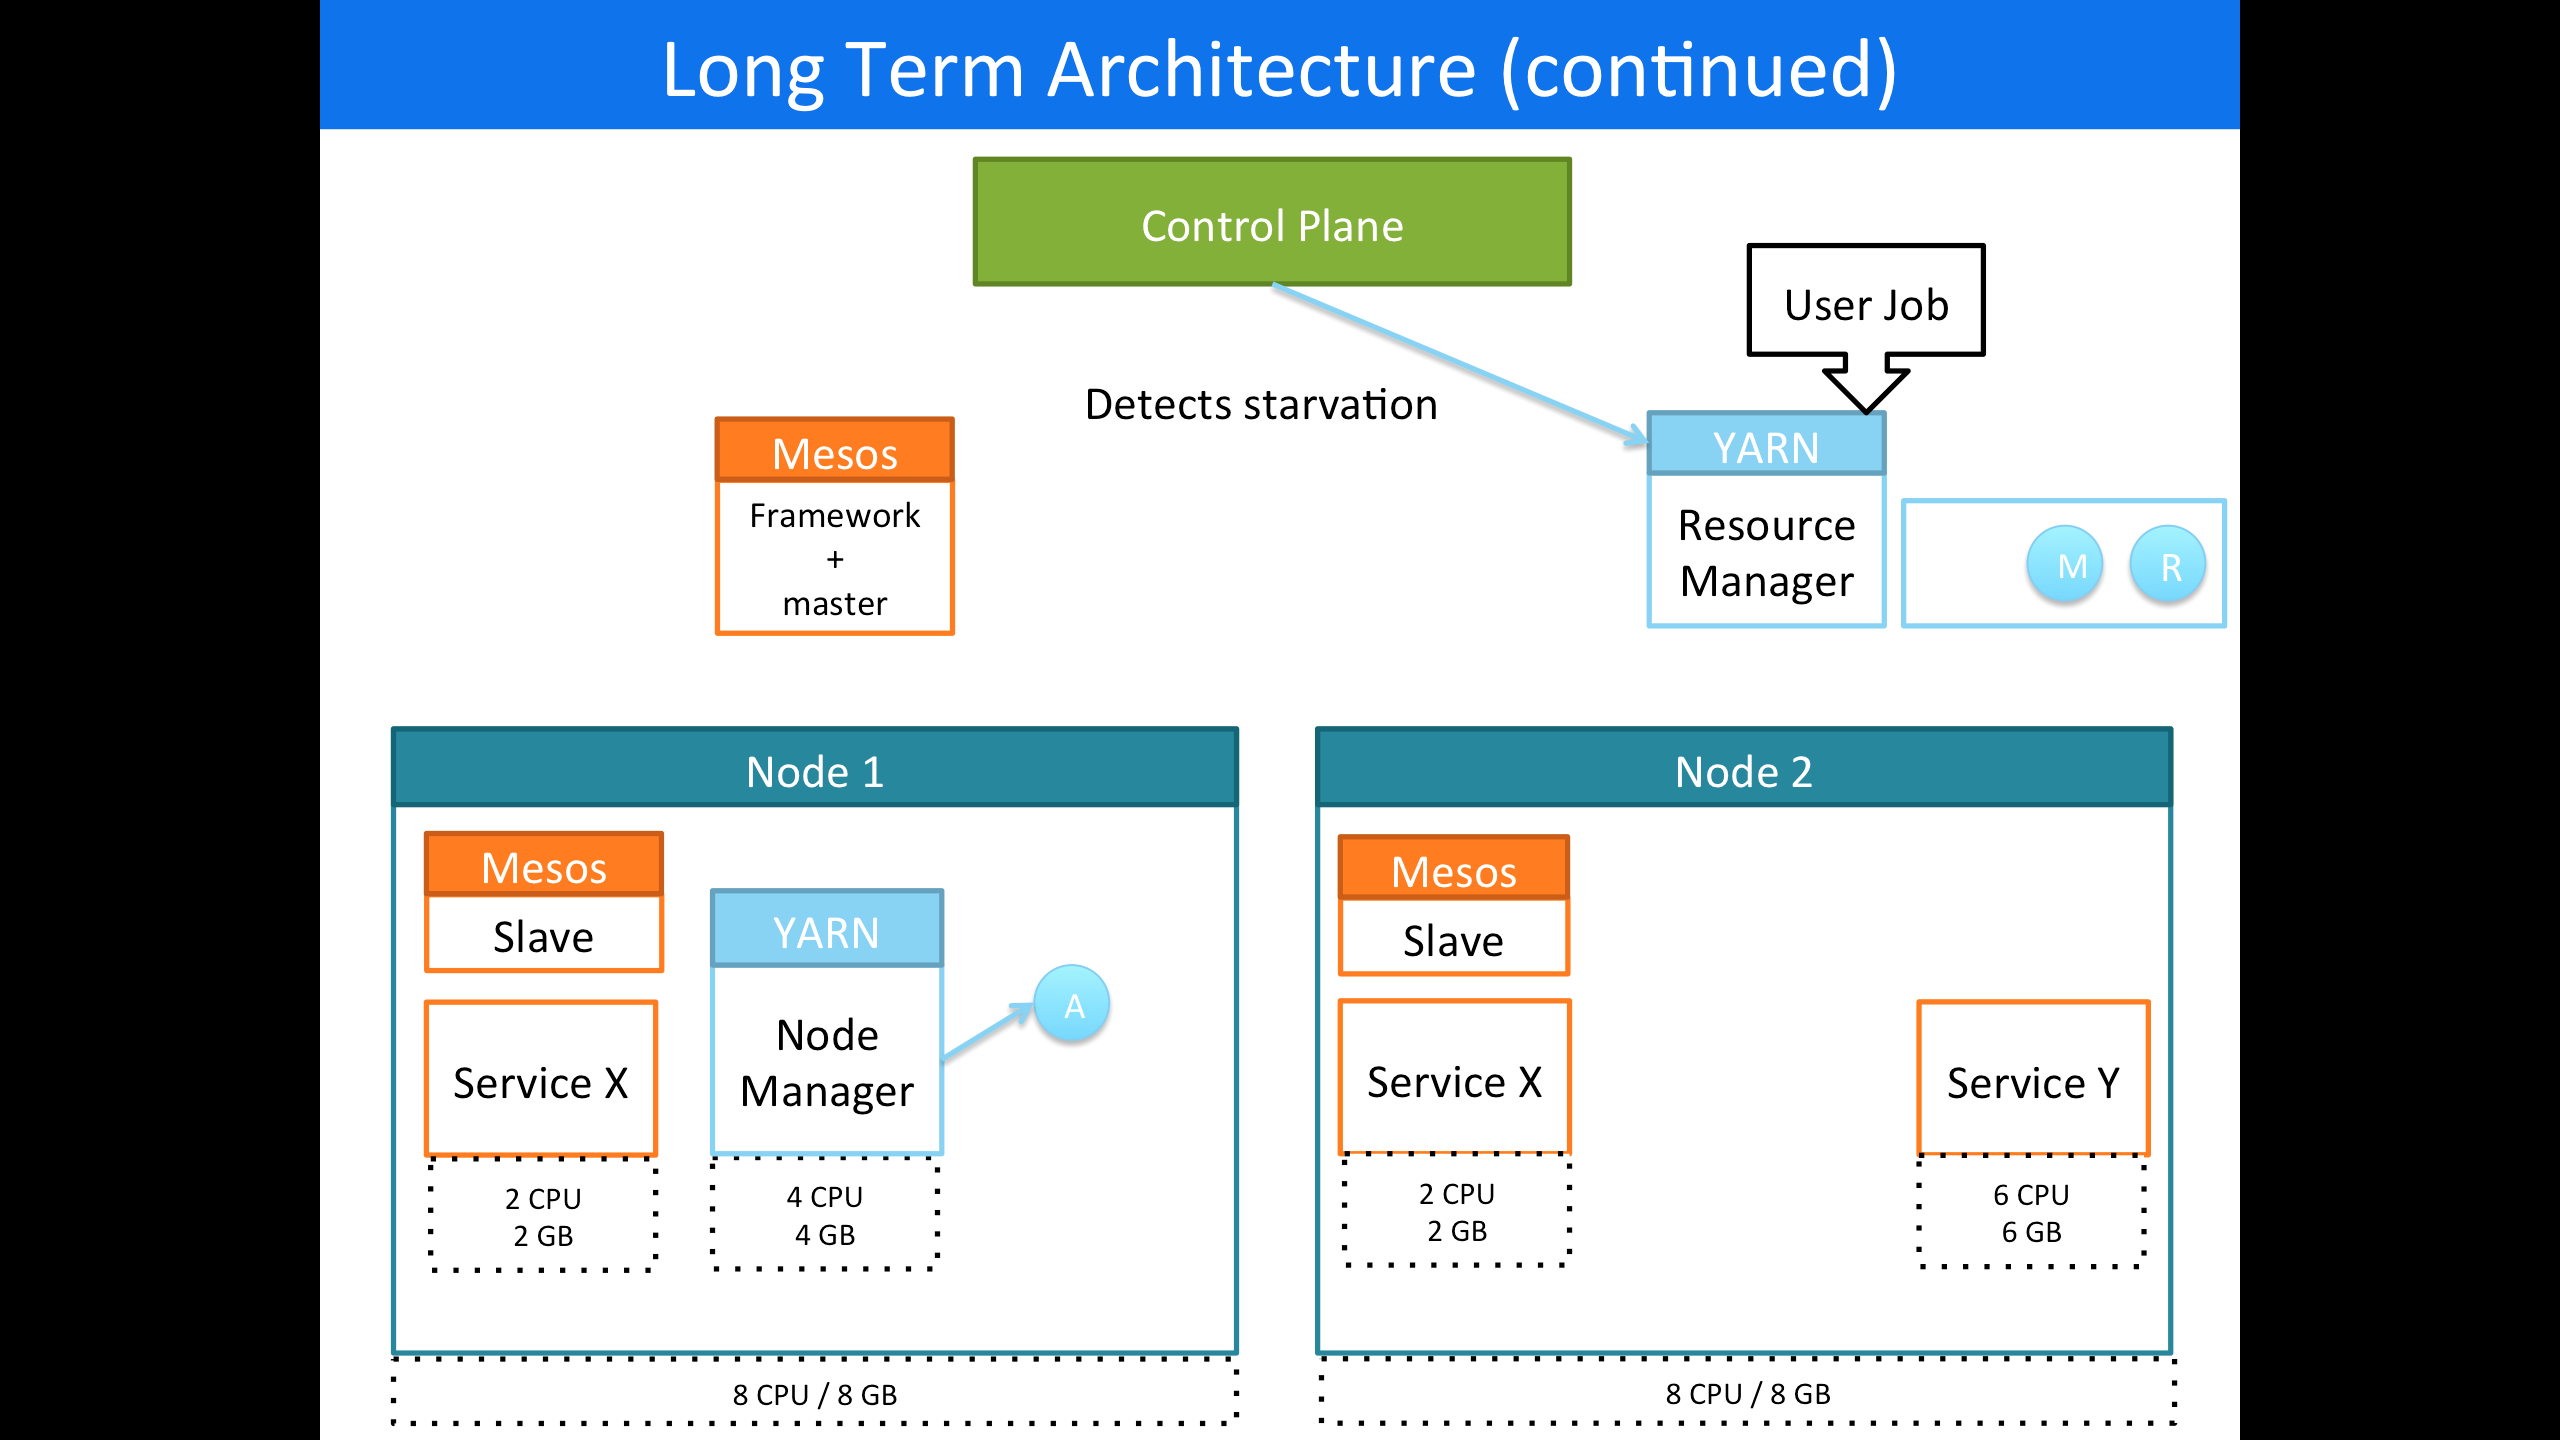 Long Term Architecture (continued)
Control Plane
User Job
Detects starvation
Mesos
Framework
+
master
YARN
Resource
Manager
M
R
Node 1
Mesos
Slave
Service X
2 CPU
2 GB
YARN
Node
Manager
4 CPU
4 GB
A
8 CPU / 8 GB
Node 2
Mesos
Slave
Service X
2 CPU
2 GB
Service Y
6 CPU
6 GB
8 CPU / 8 GB